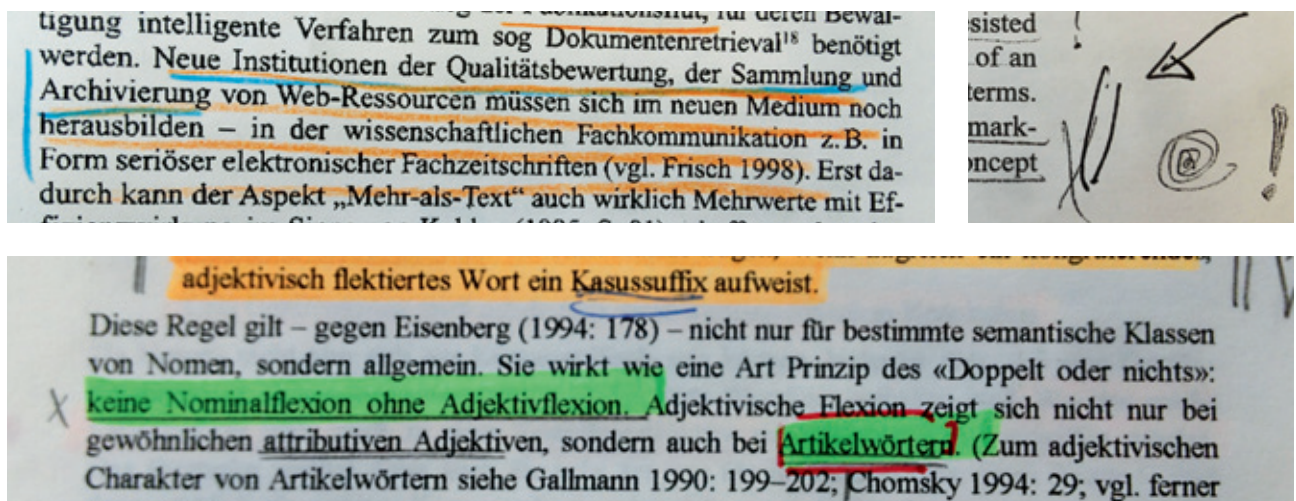 tigung intelligente Verfahren zum sog Dokumentenretrieval¹⁸ benötigt
werden. Neue Institutionen der Qualitätsbewertung, der Sammlung und
Archivierung von Web-Ressourcen müssen sich im neuen Medium noch
herausbilden – in der wissenschaftlichen Fachkommunikation z. B. in
Form seriöser elektronischer Fachzeitschriften (vgl. Frisch 1998). Erst da-
durch kann der Aspekt „Mehr-als-Text“ auch wirklich Mehrwerte mit Ef-
sisted
of an
terms.
mark-
oncept
adjektivisch flektiertes Wort ein Kasussuffix aufweist.
Diese Regel gilt – gegen Eisenberg (1994: 178) – nicht nur für bestimmte semantische Klassen
von Nomen, sondern allgemein. Sie wirkt wie eine Art Prinzip des «Doppelt oder nichts»:
keine Nominalflexion ohne Adjektivflexion. Adjektivische Flexion zeigt sich nicht nur bei
gewöhnlichen attributiven Adjektiven, sondern auch bei Artikelwörtern. (Zum adjektivischen
Charakter von Artikelwörtern siehe Gallmann 1990: 199–202; Chomsky 1994: 29; vgl. ferner